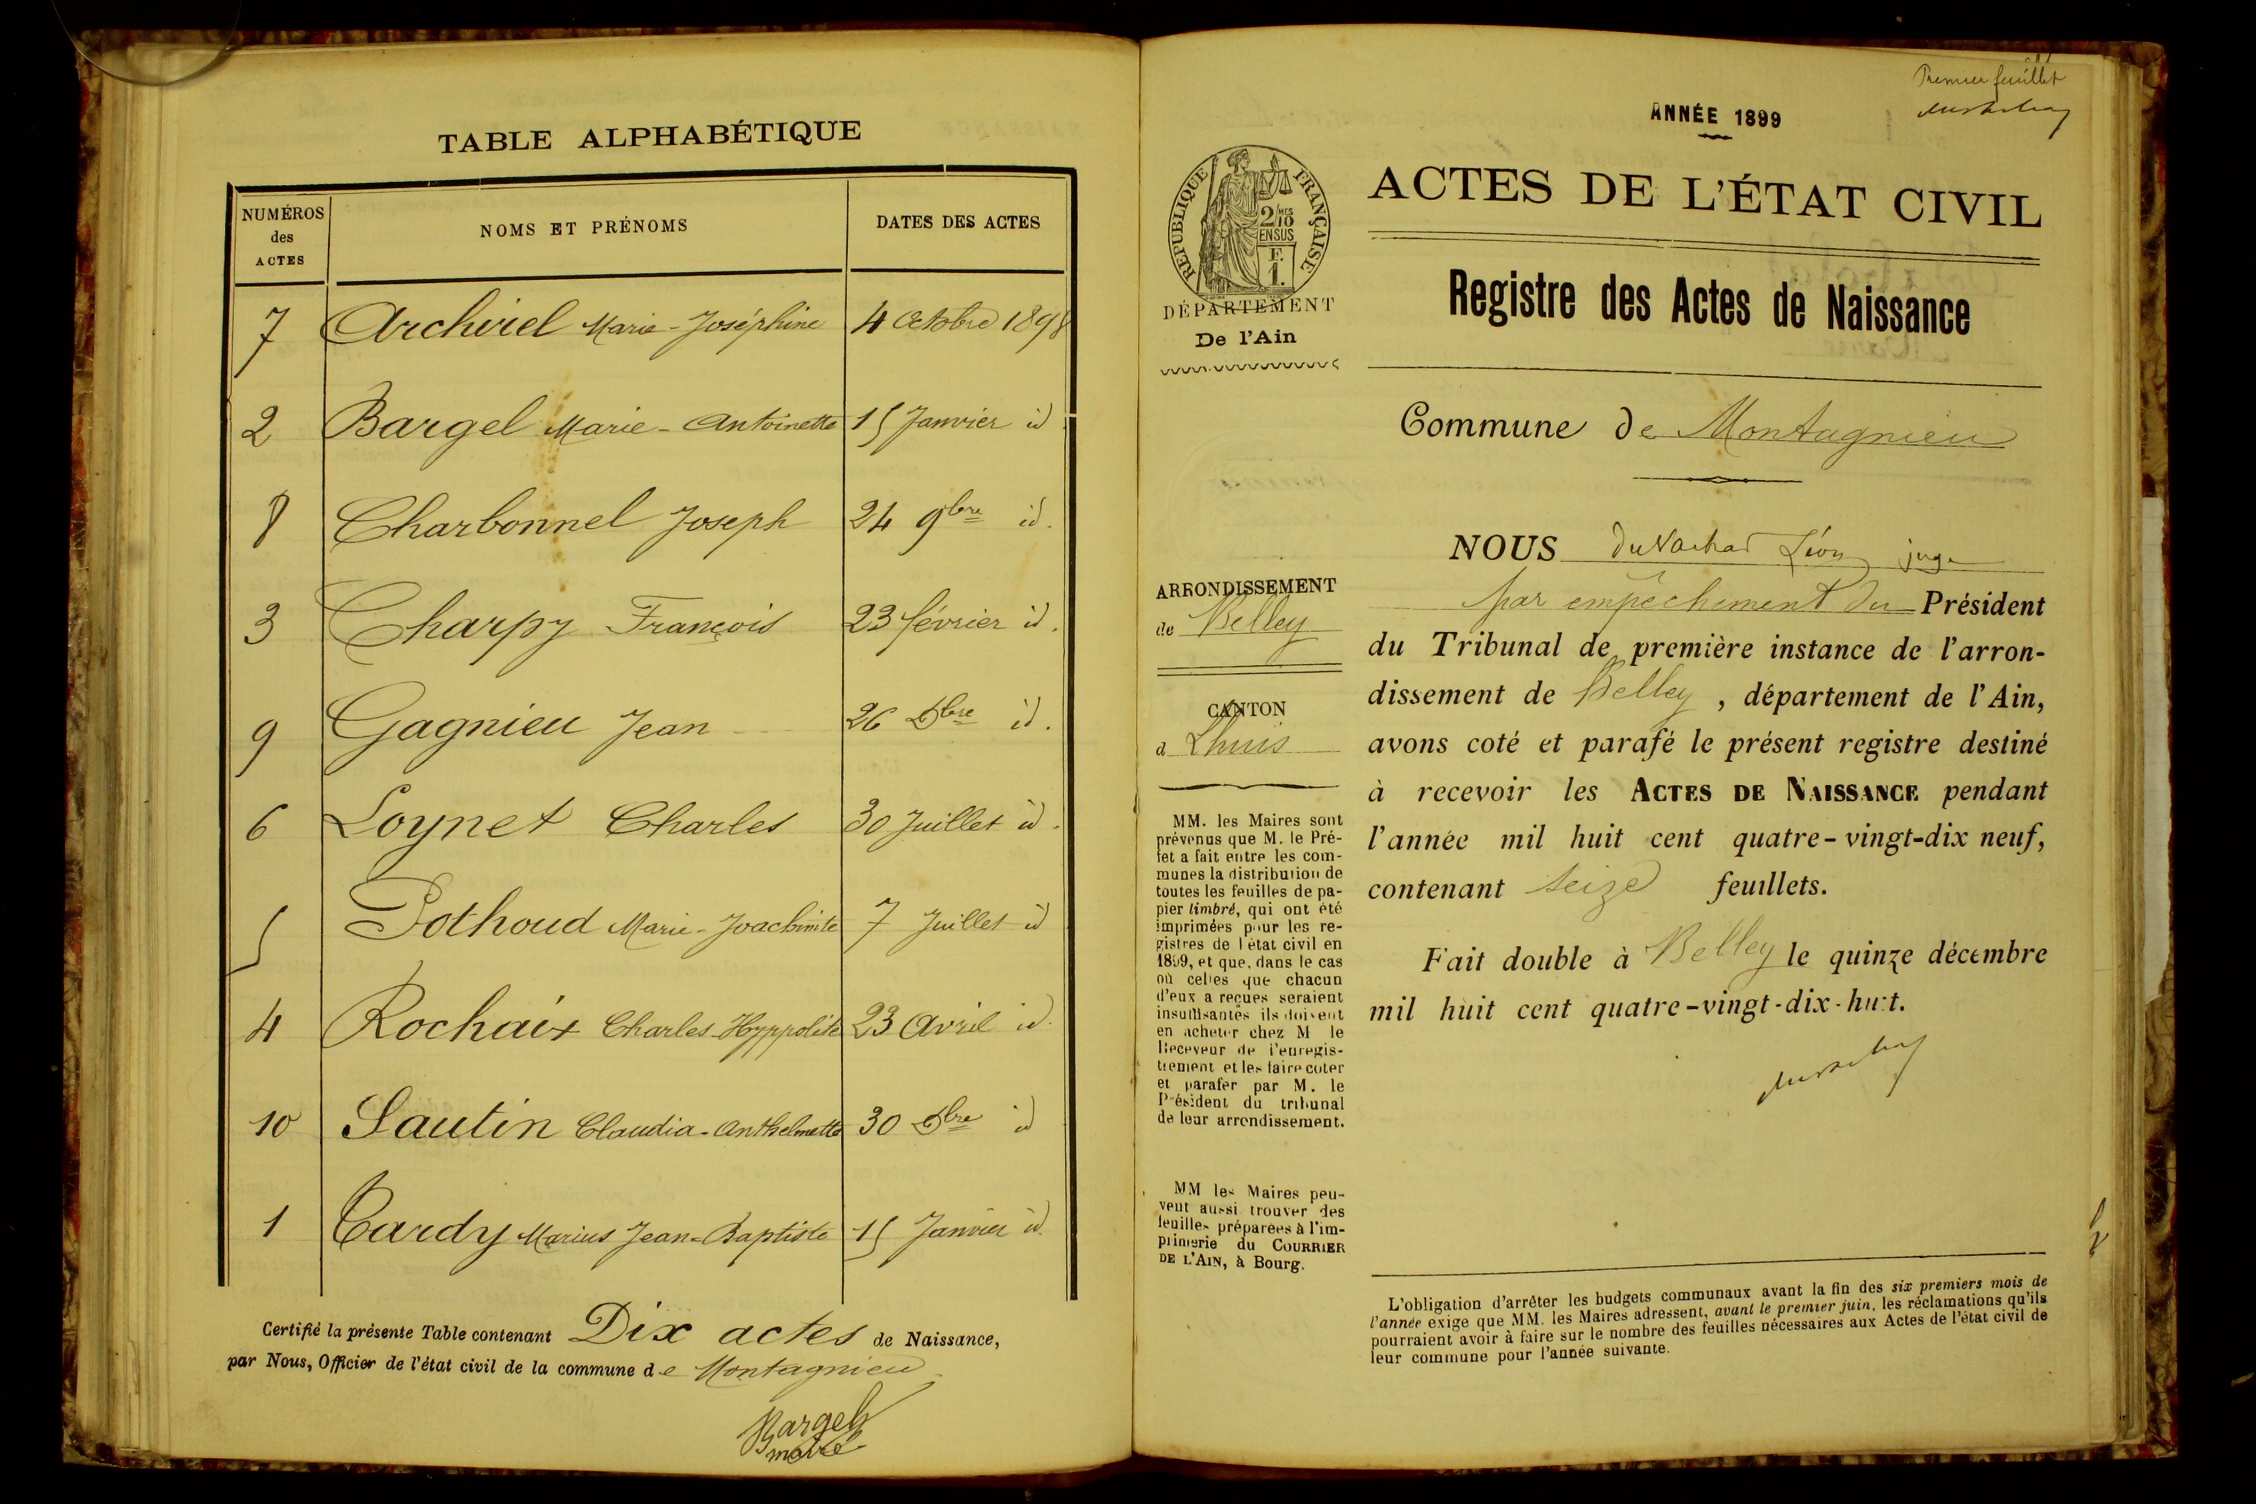 TABLE ALPHABÉTIQUE
NUMÉROS des ACTES NOMS ET PRÉNOMS DATES DES ACTES
7 Archirel Marie-Joséphine 4 Octobre 1898
2 Bargel Marie-Antoinette 15 Janvier id
8 Charbonnel Joseph 24 9bre id.
3 Charpy François 23 février id.
9 Gagnieu Jean 26 Dbre id.
6 Loynet Charles 30 Juillet id.
5 Pothoud Marie-Joachimite 7 Juillet id
4 Rochaix Charles-Hyppolite 23 Avril id.
10 Sautin Claudia-Anthelmette 30 Dbre id
1 Tardy Marius Jean-Baptiste 15 Janvier id.
Certifié la présente Table contenant Dix actes de Naissance,
par Nous, Officier de l'état civil de la commune de Montagnieu
Bargel
Premier feuillet
ANNÉE 1899
RÉPUBLIQUE FRANÇAISE
2/10MES
EN SUS
F.
1.
DÉPARTEMENT
De l'Ain
ACTES DE L'ÉTAT CIVIL
Registre des Actes de Naissance
Commune de Montagnieu
ARRONDISSEMENT
de Belley
CANTON
d Lhuis
MM. les Maires sont
prévenus que M. le Pré-
fet a fait entre les com-
munes la distribution de
toutes les feuilles de pa-
pier timbré, qui ont été
imprimées pour les re-
gistres de l'état civil en
1899, et que, dans le cas
où celles que chacun
d'eux a reçues seraient
insuffisantes ils doivent
en acheter chez M le
Receveur de l'enregis-
trement et les faire coter
et parafer par M. le
Président du tribunal
de leur arrondissement.
MM les Maires peu-
vent aussi trouver des
feuilles préparées à l'im-
primerie du COURRIER
DE L'AIN, à Bourg.
NOUS Léon juge
par empêchement du Président
du Tribunal de première instance de l'arron-
dissement de Belley, département de l'Ain,
avons coté et parafé le présent registre destiné
à recevoir les ACTES DE NAISSANCE pendant
l'année mil huit cent quatre-vingt-dix neuf,
contenant seize feuillets.
Fait double à Belley le quinze décembre
mil huit cent quatre-vingt-dix-huit.
L'obligation d'arrêter les budgets communaux avant la fin des six premiers mois de
l'année exige que MM. les Maires adressent, avant le premier juin, les réclamations qu'ils
pourraient avoir à faire sur le nombre des feuilles nécessaires aux Actes de l'état civil de
leur commune pour l'année suivante.